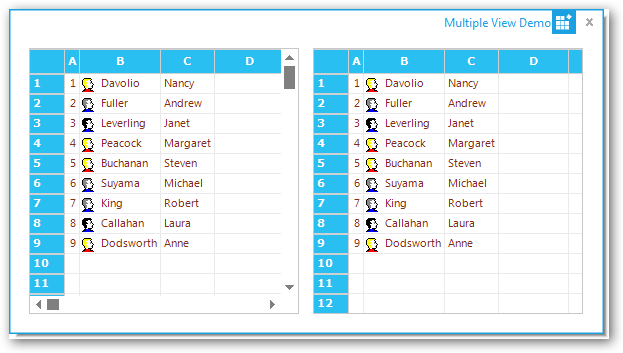 Multiple View Demo x
A B C D
1 1 Davolio Nancy
2 2 Fuller Andrew
3 3 Leverling Janet
4 4 Peacock Margaret
5 5 Buchanan Steven
6 6 Suyama Michael
7 7 King Robert
8 8 Callahan Laura
9 9 Dodsworth Anne
10
11
A B C D
1 1 Davolio Nancy
2 2 Fuller Andrew
3 3 Leverling Janet
4 4 Peacock Margaret
5 5 Buchanan Steven
6 6 Suyama Michael
7 7 King Robert
8 8 Callahan Laura
9 9 Dodsworth Anne
10
11
12